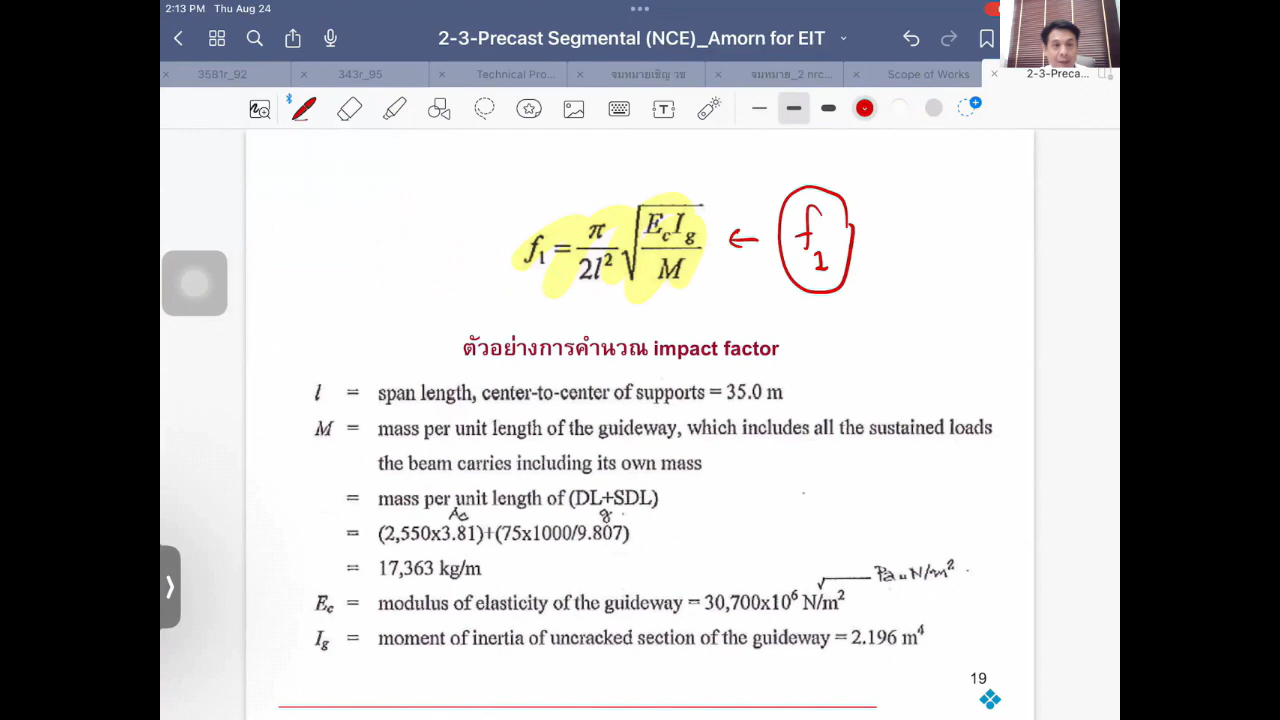 2:13 PM Thu Aug 24
2-3-Precast Segmental (NCE)_Amorn for EIT
3581r_92
343r_95
Technical Pro...
จมหมายเชิญ วช
จมหมาย_2 nrc...
Scope of Works
2-3-Preca...
f₁ = π/2l² √(E_c I_g/M) ← f₁
ตัวอย่างการคำนวณ impact factor
l = span length, center-to-center of supports = 35.0 m
M = mass per unit length of the guideway, which includes all the sustained loads
the beam carries including its own mass
= mass per unit length of (DL+SDL)
Ac g
= (2,550x3.81)+(75x1000/9.807)
= 17,363 kg/m
Pa = N/m²
E_c = modulus of elasticity of the guideway = 30,700x10⁶ N/m²
I_g = moment of inertia of uncracked section of the guideway = 2.196 m⁴
19